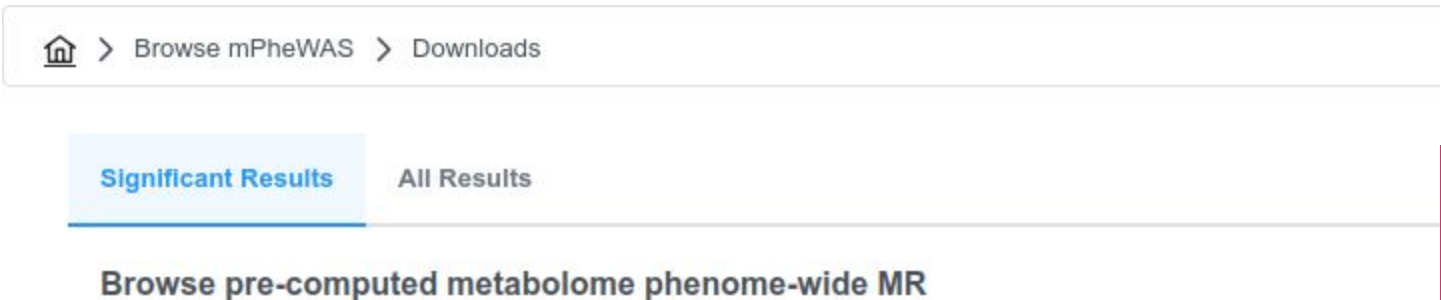 Browse mPheWAS > Downloads
Significant Results All Results
Browse pre-computed metabolome phenome-wide MR